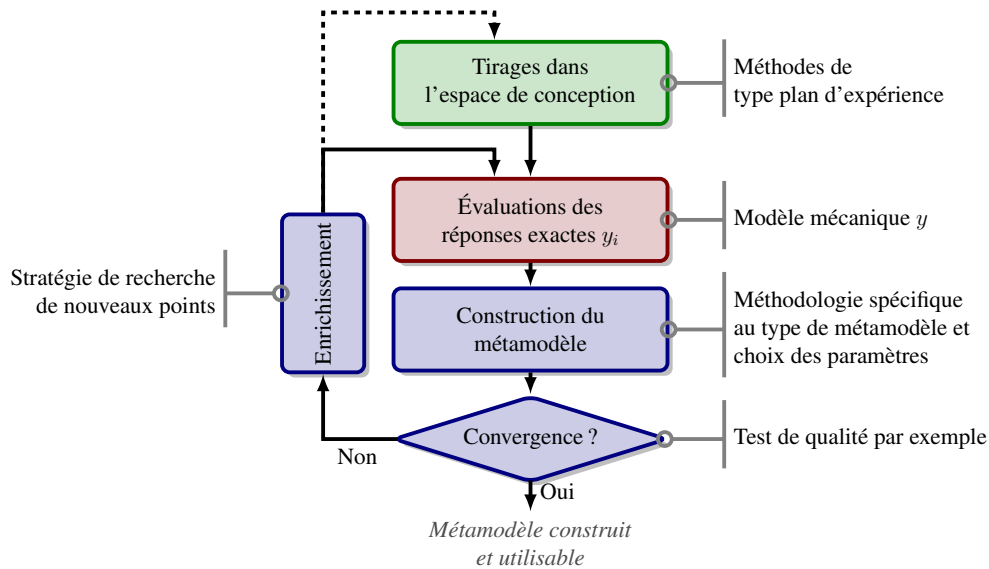 Tirages dans
l'espace de conception
Méthodes de
type plan d'expérience
Évaluations des
réponses exactes y_i
Modèle mécanique y
Stratégie de recherche
de nouveaux points
Enrichissement
Construction du
métamodèle
Méthodologie spécifique
au type de métamodèle et
choix des paramètres
Convergence ?
Test de qualité par exemple
Non
Oui
Métamodèle construit
et utilisable